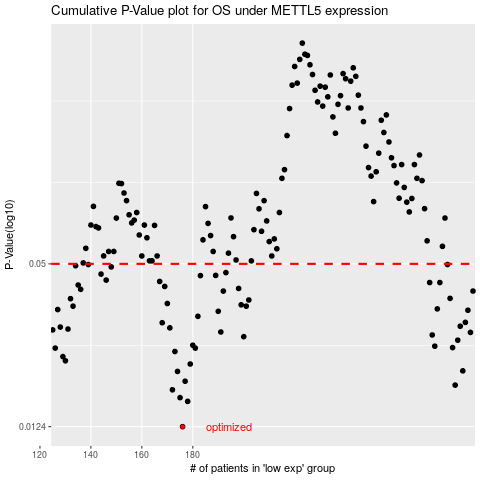 Cumulative P-Value plot for OS under METTL5 expression
P-Value(log10)
0.05
0.0124
optimized
120
140
160
180
# of patients in 'low exp' group